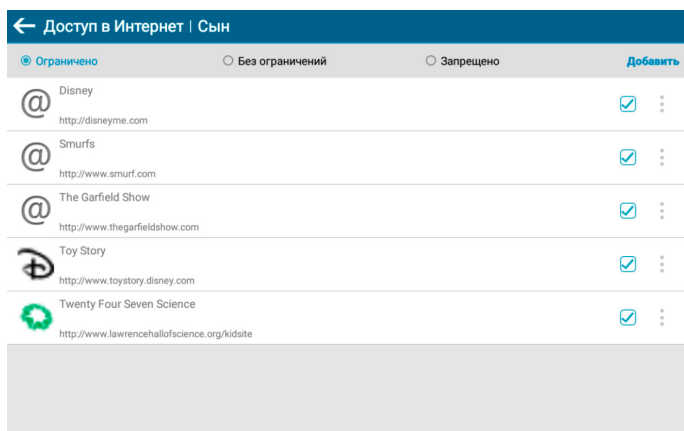 Доступ в Интернет | Сын
Ограничено Без ограничений Запрещено Добавить
Disney
http://disneyme.com
Smurfs
http://www.smurf.com
The Garfield Show
http://www.thegarfieldshow.com
Toy Story
http://www.toystory.disney.com
Twenty Four Seven Science
http://www.lawrencehallofscience.org/kidsite